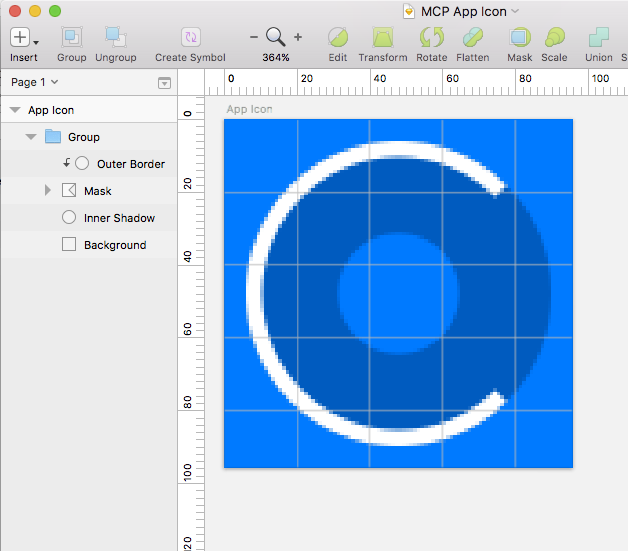 MCP App Icon
Insert Group Ungroup Create Symbol 364% Edit Transform Rotate Flatten Mask Scale Union S
Page 1
0 20 40 60 80 100
App Icon
App Icon
Group
Outer Border
Mask
Inner Shadow
Background
0
20
40
60
80
100
120